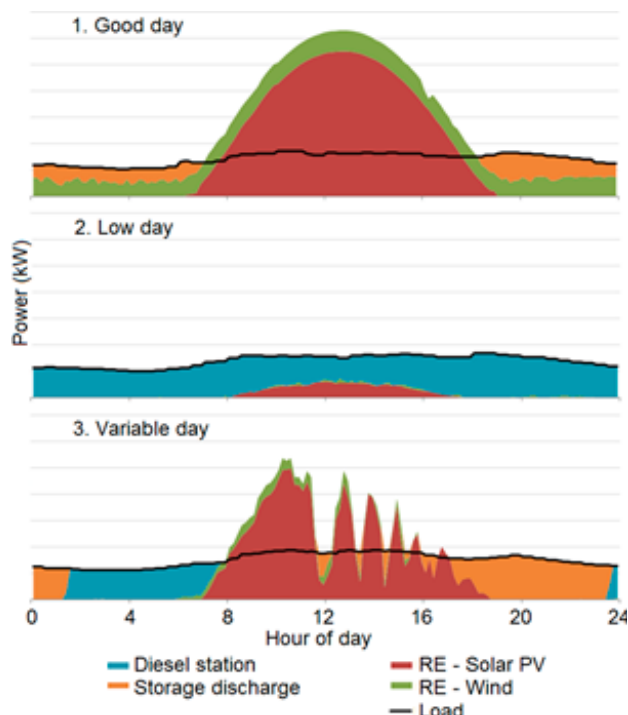 1. Good day
2. Low day
Power (kW)
3. Variable day
0 4 8 12 16 20 24
Hour of day
Diesel station RE - Solar PV
Storage discharge RE - Wind
Load